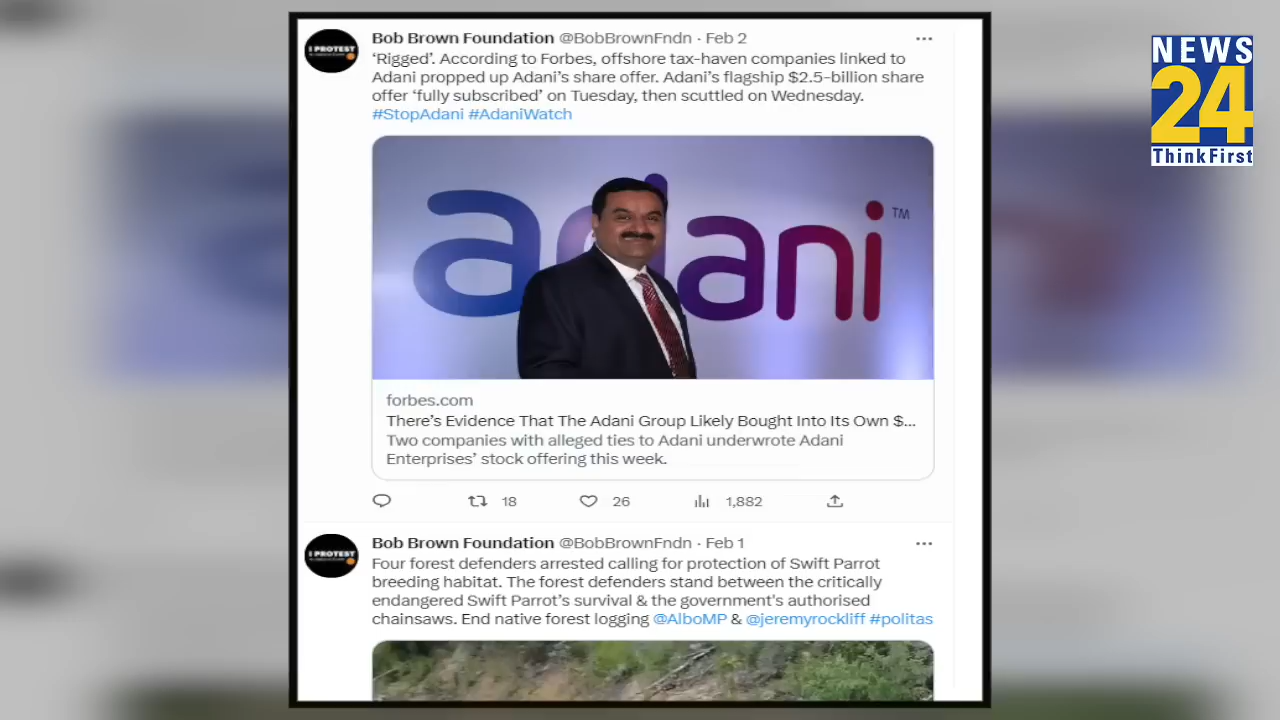 Bob Brown Foundation @BobBrownFndn · Feb 2
‘Rigged’. According to Forbes, offshore tax-haven companies linked to
Adani propped up Adani’s share offer. Adani’s flagship $2.5-billion share
offer ‘fully subscribed’ on Tuesday, then scuttled on Wednesday.
#StopAdani #AdaniWatch
I PROTEST
adani TM
forbes.com
There’s Evidence That The Adani Group Likely Bought Into Its Own $...
Two companies with alleged ties to Adani underwrote Adani
Enterprises’ stock offering this week.
18 26 1,882
Bob Brown Foundation @BobBrownFndn · Feb 1
Four forest defenders arrested calling for protection of Swift Parrot
breeding habitat. The forest defenders stand between the critically
endangered Swift Parrot’s survival & the government's authorised
chainsaws. End native forest logging @AlboMP & @jeremyrockliff #politas
I PROTEST
NEWS
24
ThinkFirst